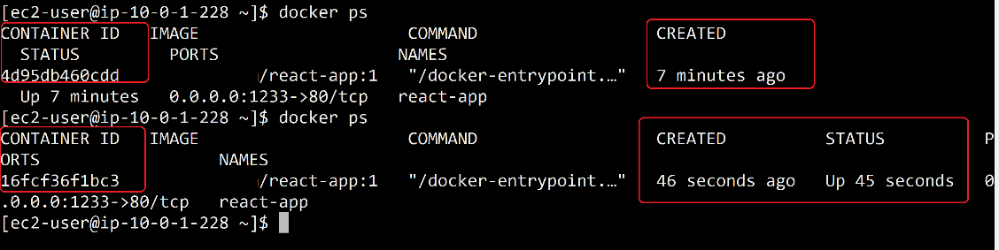 [ec2-user@ip-10-0-1-228 ~]$ docker ps
CONTAINER ID   IMAGE                    COMMAND                  CREATED
  STATUS         PORTS                  NAMES
4d95db460cdd             /react-app:1   "/docker-entrypoint.…"   7 minutes ago
  Up 7 minutes   0.0.0.0:1233->80/tcp   react-app
[ec2-user@ip-10-0-1-228 ~]$ docker ps
CONTAINER ID   IMAGE                    COMMAND                  CREATED          STATUS          P
ORTS                  NAMES
16fcf36f1bc3             /react-app:1   "/docker-entrypoint.…"   46 seconds ago   Up 45 seconds   0
.0.0.0:1233->80/tcp   react-app
[ec2-user@ip-10-0-1-228 ~]$